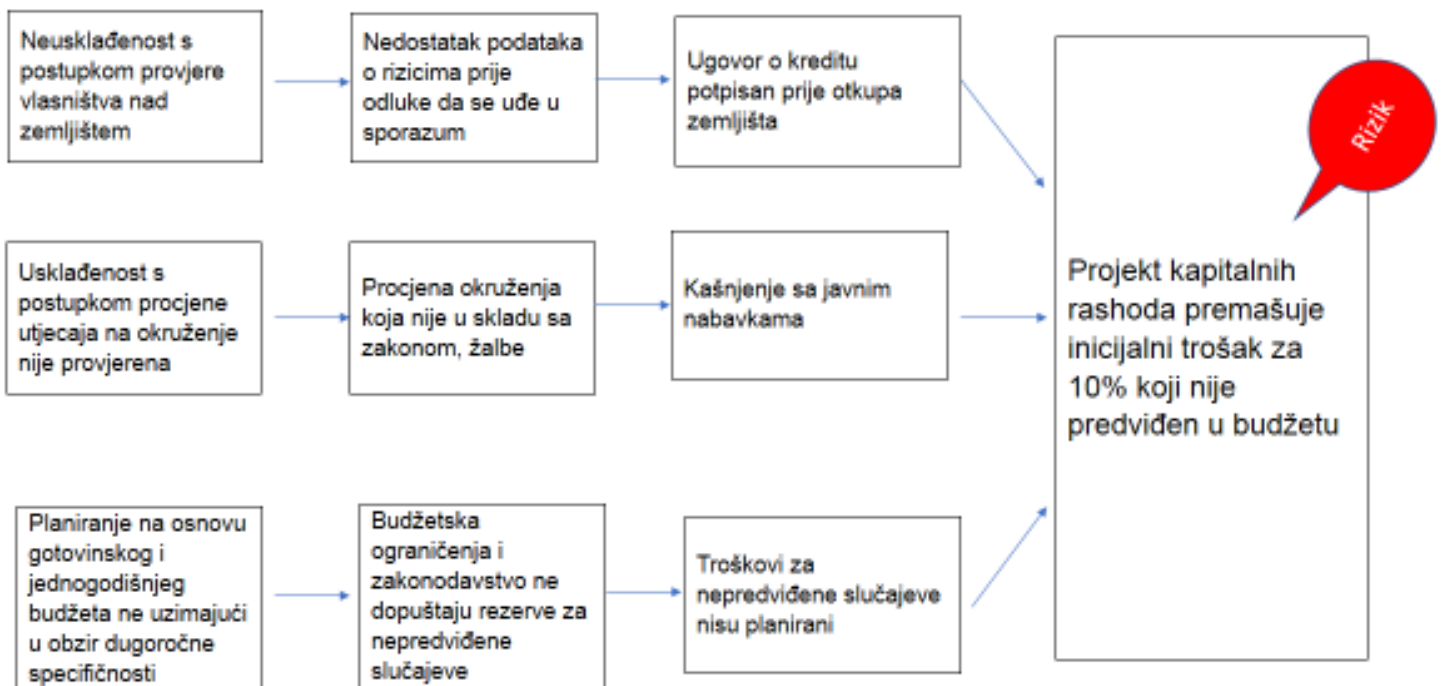 Neusklađenost s
postupkom provjere
vlasništva nad
zemljištem
Nedostatak podataka
o rizicima prije
odluke da se uđe u
sporazum
Ugovor o kreditu
potpisan prije otkupa
zemljišta
Rizik
Usklađenost s
postupkom procjene
utjecaja na okruženje
nije provjerena
Procjena okruženja
koja nije u skladu sa
zakonom, žalbe
Kašnjenje sa javnim
nabavkama
Projekt kapitalnih
rashoda premašuje
inicijalni trošak za
10% koji nije
predviđen u budžetu
Planiranje na osnovu
gotovinskog i
jednogodišnjeg
budžeta ne uzimajući
u obzir dugoročne
specifičnosti
Budžetska
ograničenja i
zakonodavstvo ne
dopuštaju rezerve za
nepredviđene
slučajeve
Troškovi za
nepredviđene slučajeve
nisu planirani